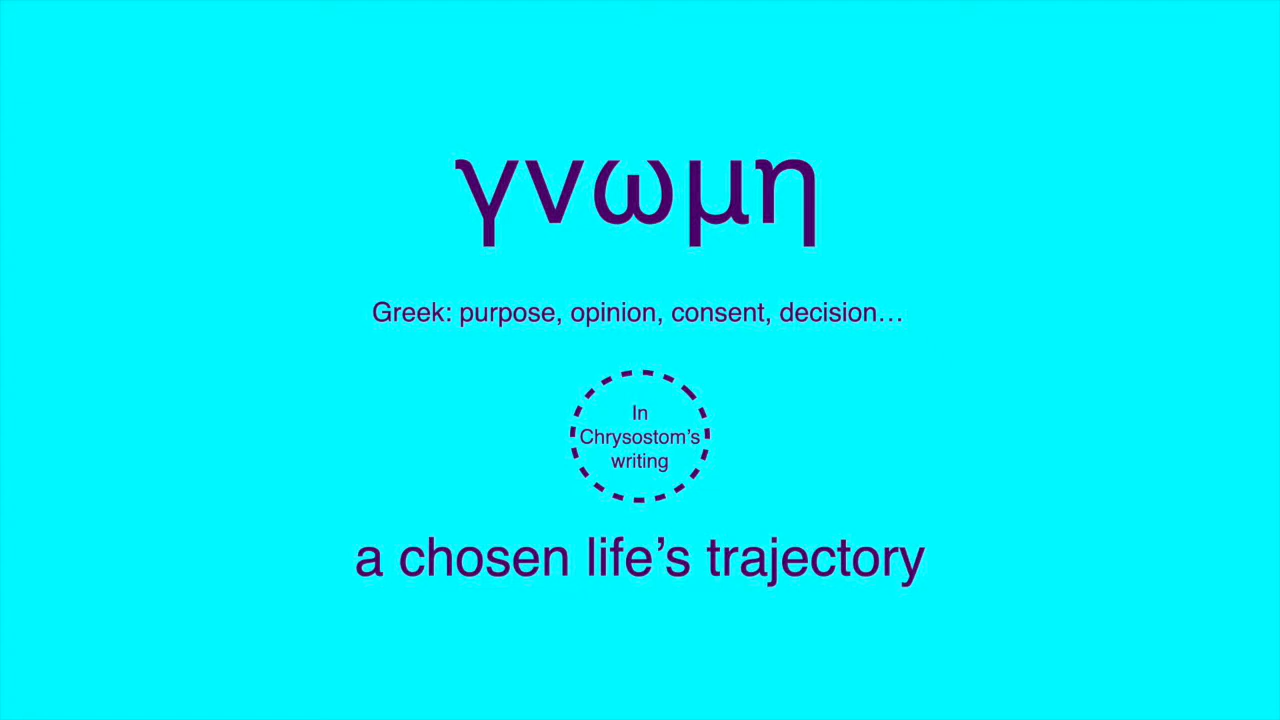 γνωμη
Greek: purpose, opinion, consent, decision…
In
Chrysostom’s
writing
a chosen life’s trajectory